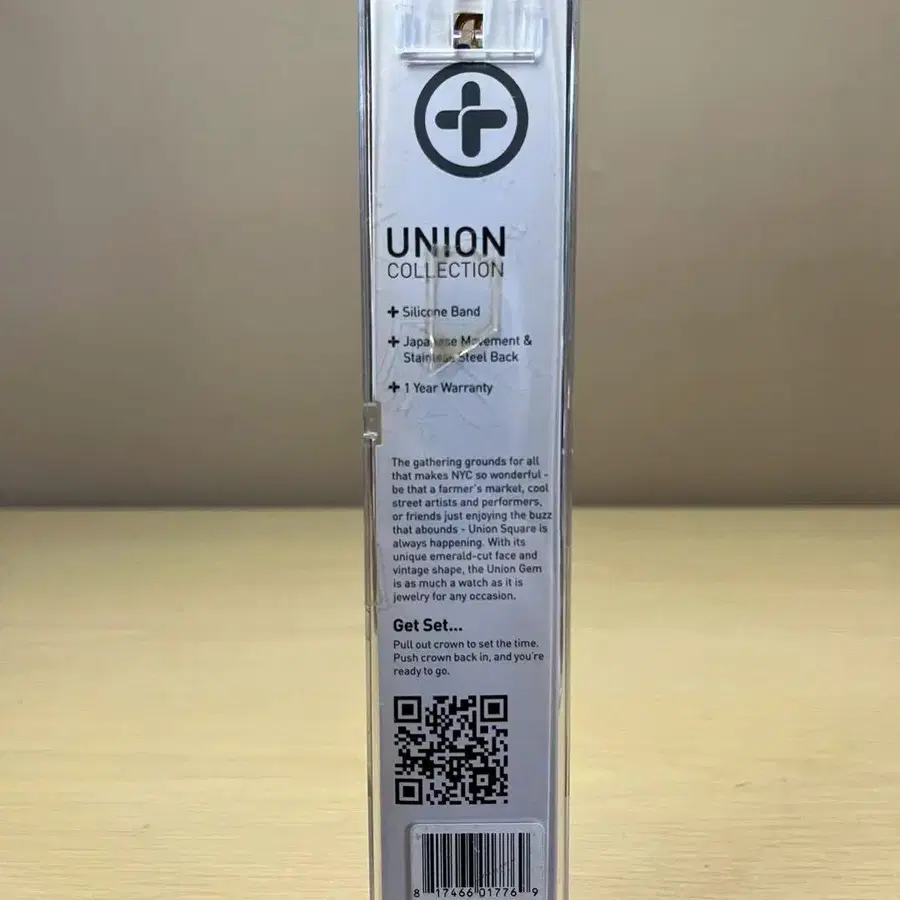 UNION
COLLECTION
+ Silicone Band
+ Japanese Movement &
Stainless Steel Back
+ 1 Year Warranty
The gathering grounds for all
that makes NYC so wonderful -
be that a farmer's market, cool
street artists and performers,
or friends just enjoying the buzz
that abounds - Union Square is
always happening. With its
unique emerald-cut face and
vintage shape, the Union Gem
is as much a watch as it is
jewelry for any occasion.
Get Set...
Pull out crown to set the time.
Push crown back in, and you're
ready to go.
8 17466 01776 9